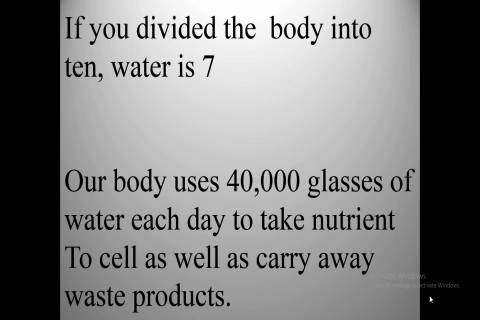 If you divided the body into
ten, water is 7
Our body uses 40,000 glasses of
water each day to take nutrient
To cell as well as carry away
waste products.